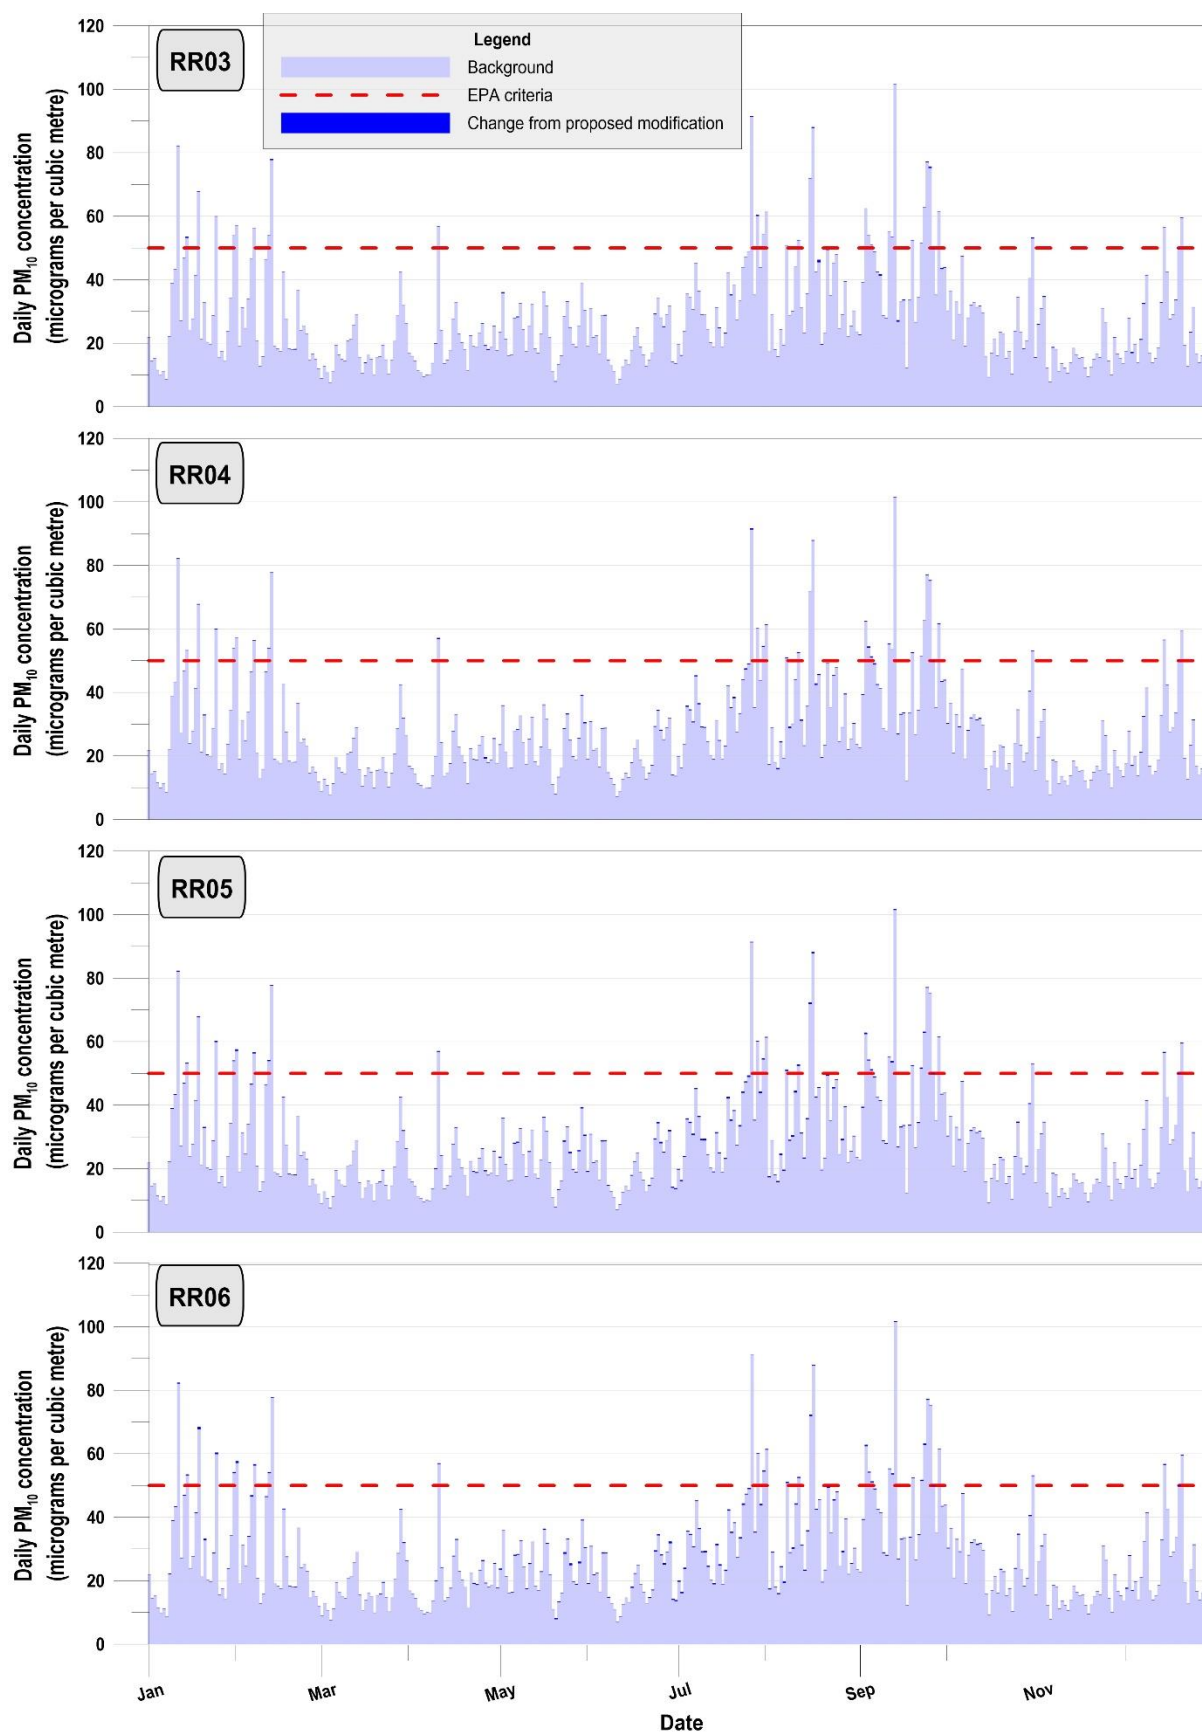 120
RR03
Legend
Background
EPA criteria
Change from proposed modification
100
80
60
40
20
0
Daily PM₁₀ concentration
(micrograms per cubic metre)
120
RR04
100
80
60
40
20
0
Daily PM₁₀ concentration
(micrograms per cubic metre)
120
RR05
100
80
60
40
20
0
Daily PM₁₀ concentration
(micrograms per cubic metre)
120
RR06
100
80
60
40
20
0
Daily PM₁₀ concentration
(micrograms per cubic metre)
Jan Mar May Jul Sep Nov
Date